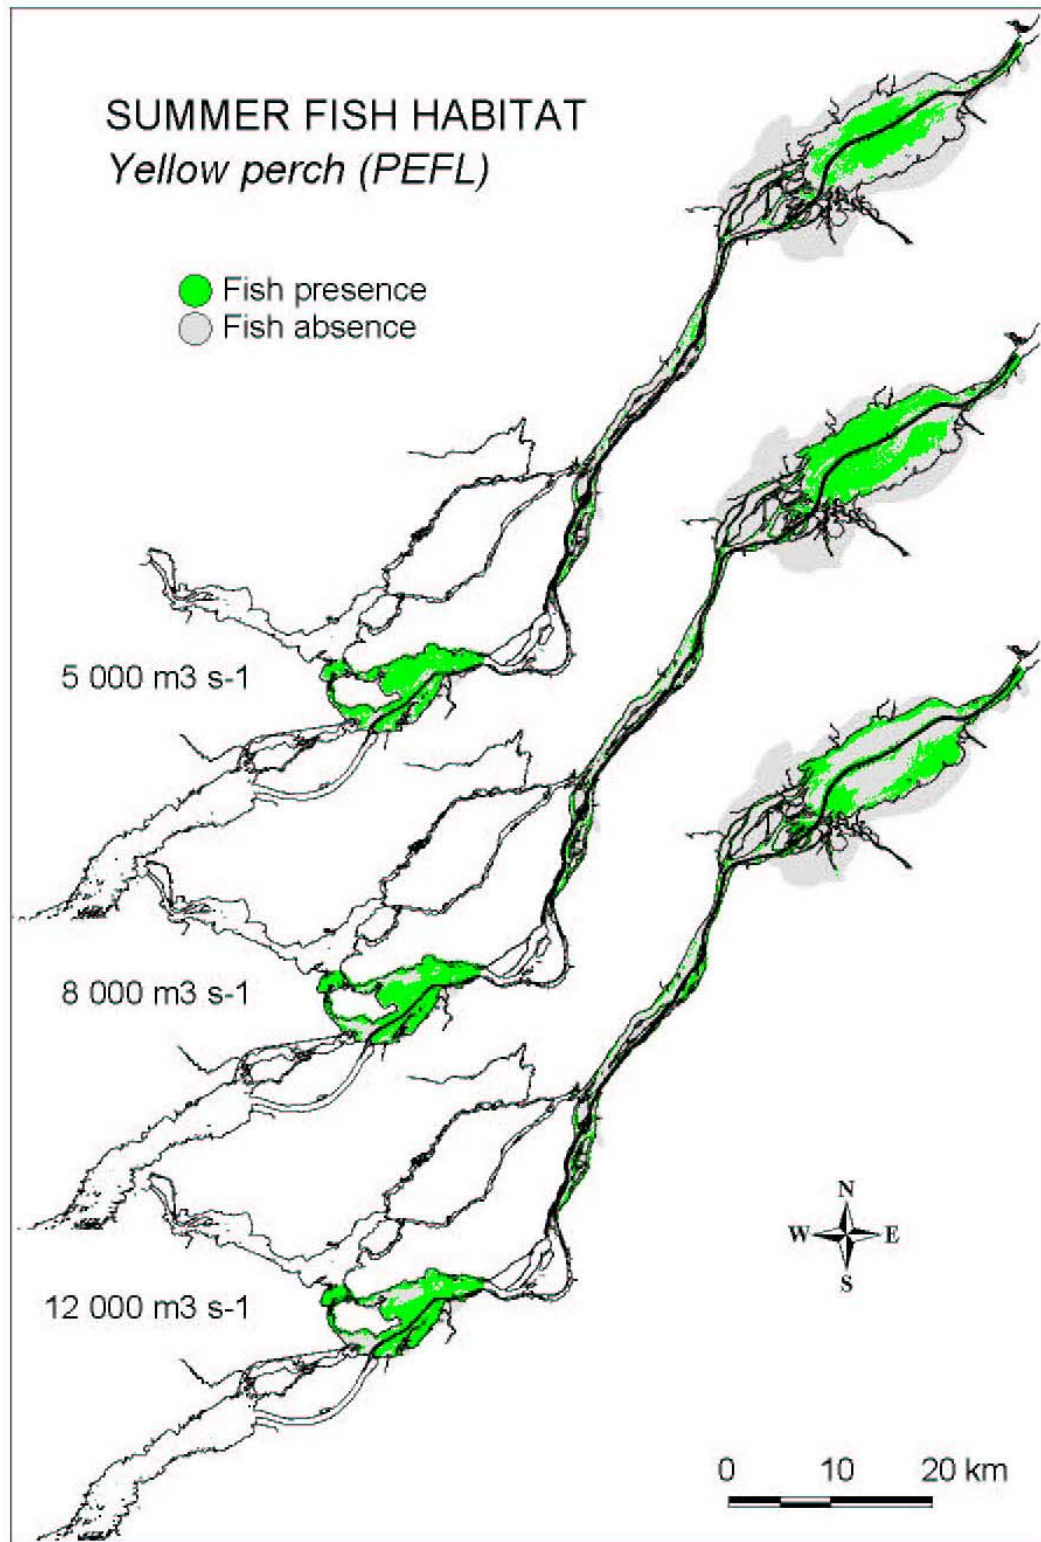 SUMMER FISH HABITAT
Yellow perch (PEFL)
Fish presence
Fish absence
5 000 m3 s-1
8 000 m3 s-1
12 000 m3 s-1
N
W E
S
0 10 20 km